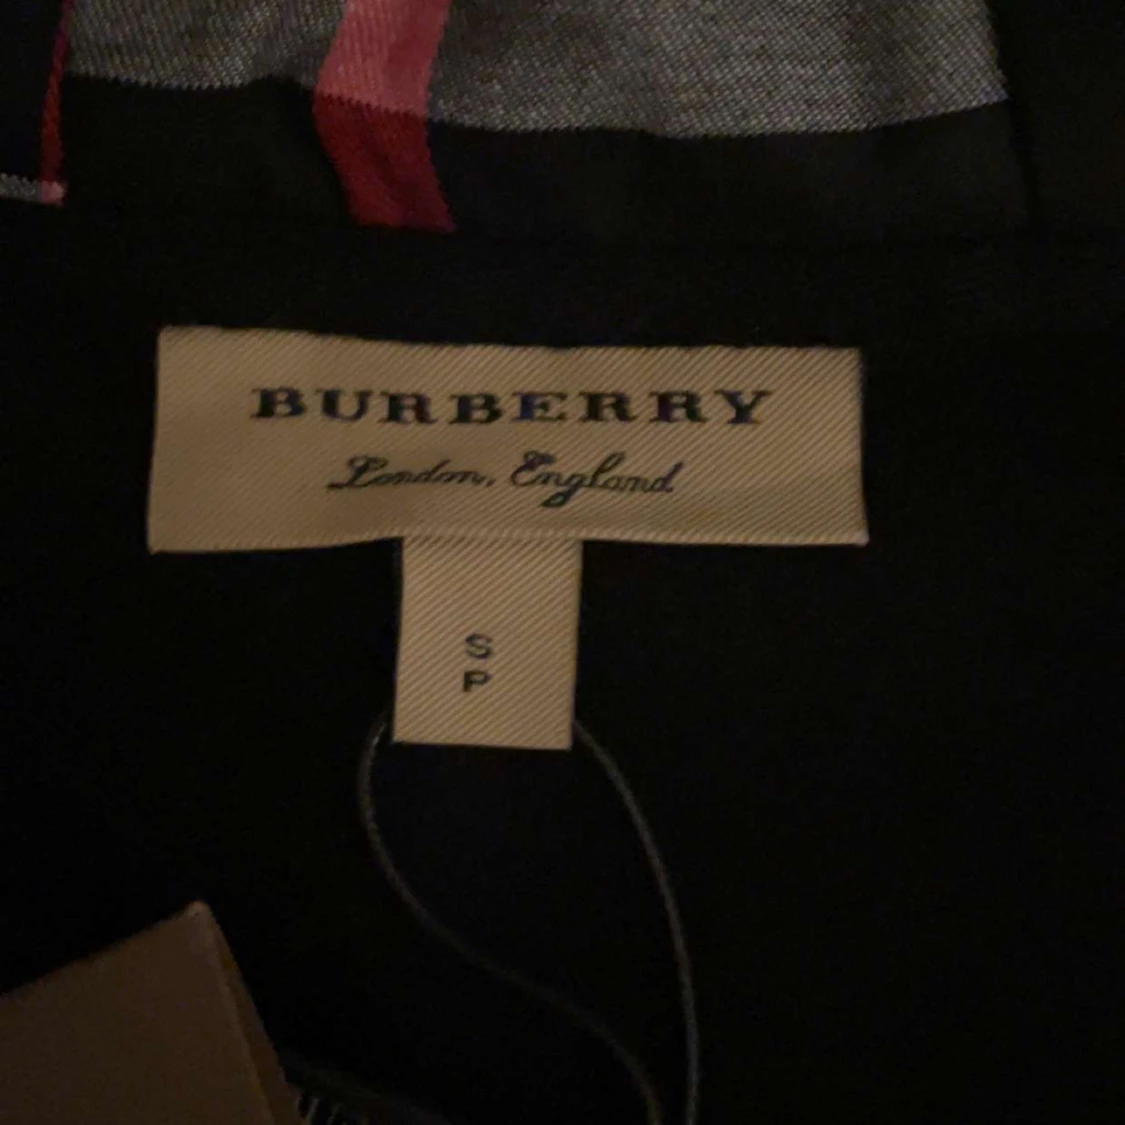 BURBERRY
London, England
S
P